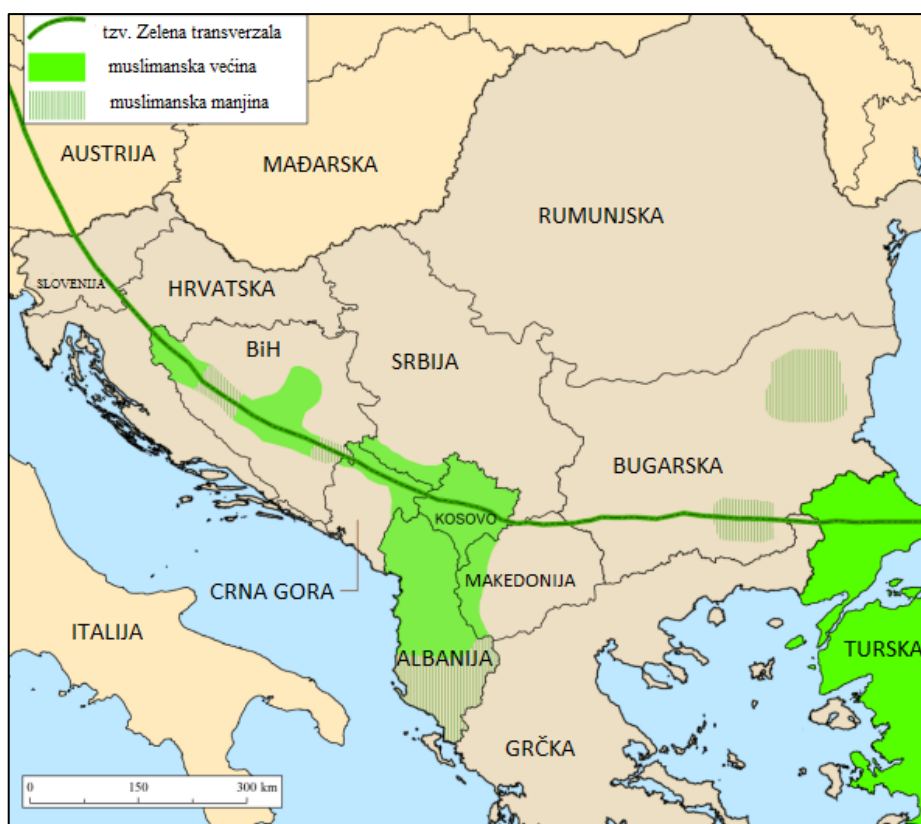 tzv. Zelena transverzala
muslimanska većina
muslimanska manjina
AUSTRIJA
MAĐARSKA
RUMUNJSKA
SLOVENIJA
HRVATSKA
BiH
SRBIJA
BUGARSKA
KOSOVO
MAKEDONIJA
CRNA GORA
ITALIJA
ALBANIJA
TURSKA
GRČKA
0 150 300 km